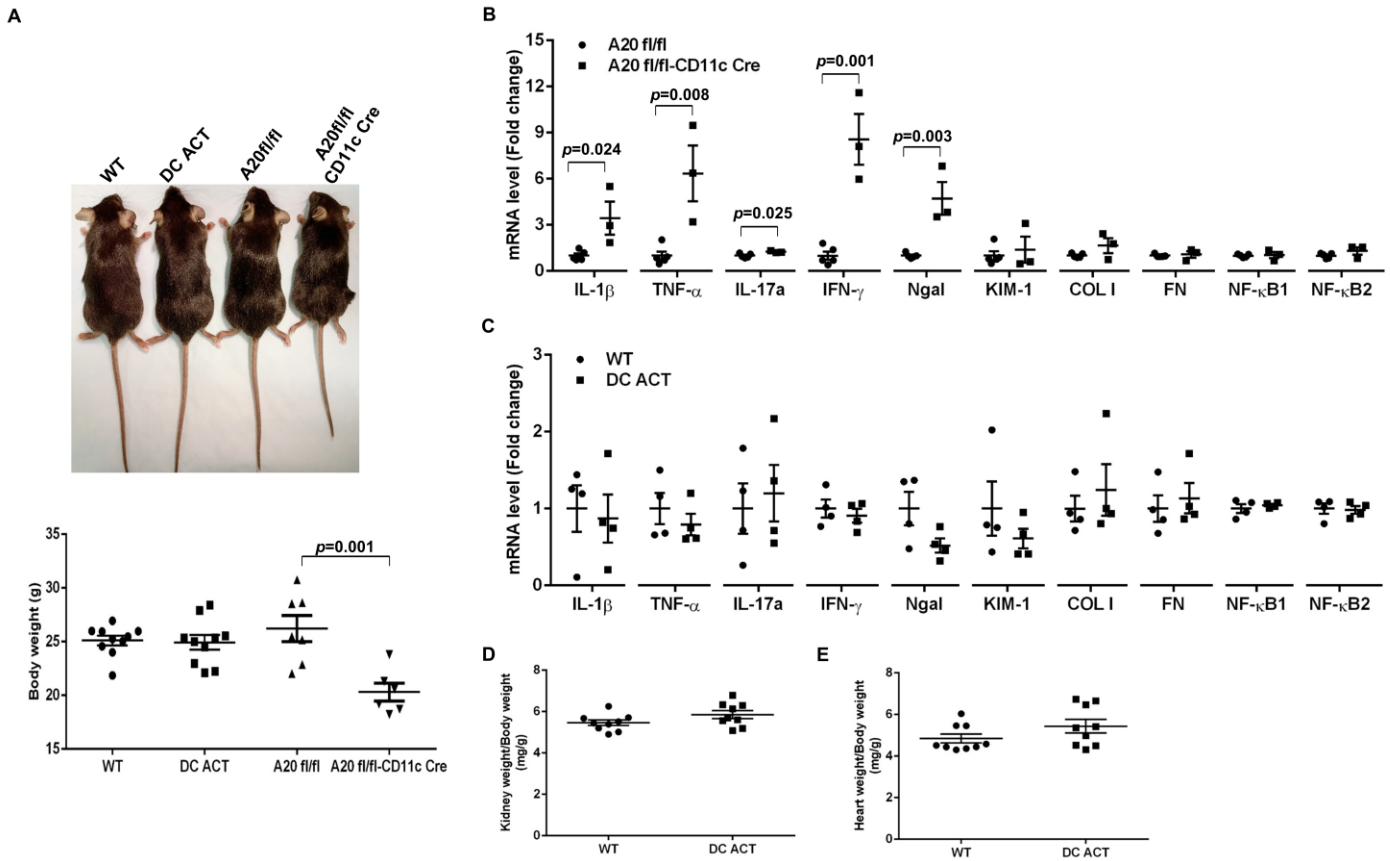 A
WT
DC ACT
A20fl/fl
A20fl/fl
CD11c Cre
35
30
25
20
15
Body weight (g)
p=0.001
WT
DC ACT
A20 fl/fl
A20 fl/fl-CD11c Cre
B
15
12
9
6
3
0
mRNA level (Fold change)
A20 fl/fl
A20 fl/fl-CD11c Cre
p=0.024
p=0.008
p=0.025
p=0.001
p=0.003
IL-1β
TNF-α
IL-17a
IFN-γ
Ngal
KIM-1
COL I
FN
NF-κB1
NF-κB2
C
3
2
1
0
mRNA level (Fold change)
WT
DC ACT
IL-1β
TNF-α
IL-17a
IFN-γ
Ngal
KIM-1
COL I
FN
NF-κB1
NF-κB2
D
8
6
4
2
0
Kidney weight/Body weight
(mg/g)
WT
DC ACT
E
8
6
4
2
0
Heart weight/Body weight
(mg/g)
WT
DC ACT